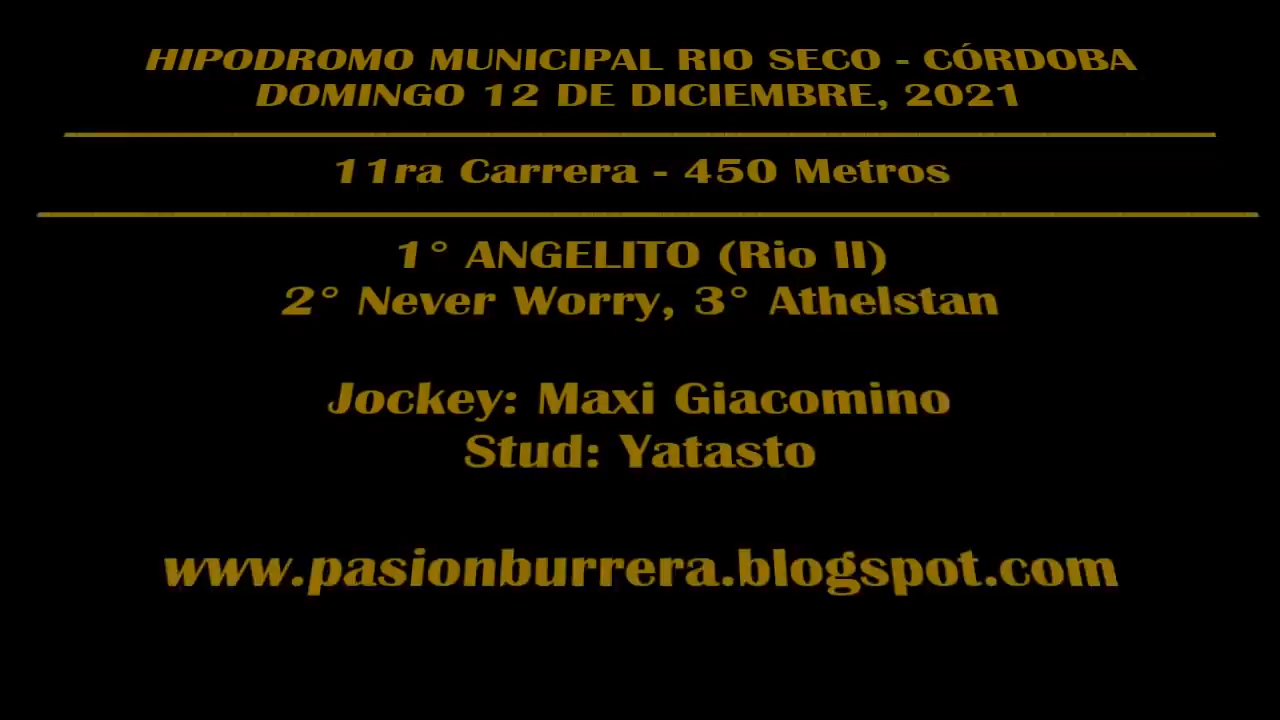 HIPODROMO MUNICIPAL RIO SECO - CÓRDOBA
DOMINGO 12 DE DICIEMBRE, 2021
11ra Carrera - 450 Metros
1° ANGELITO (Rio II)
2° Never Worry, 3° Athelstan
Jockey: Maxi Giacomino
Stud: Yatasto
www.pasionburrera.blogspot.com